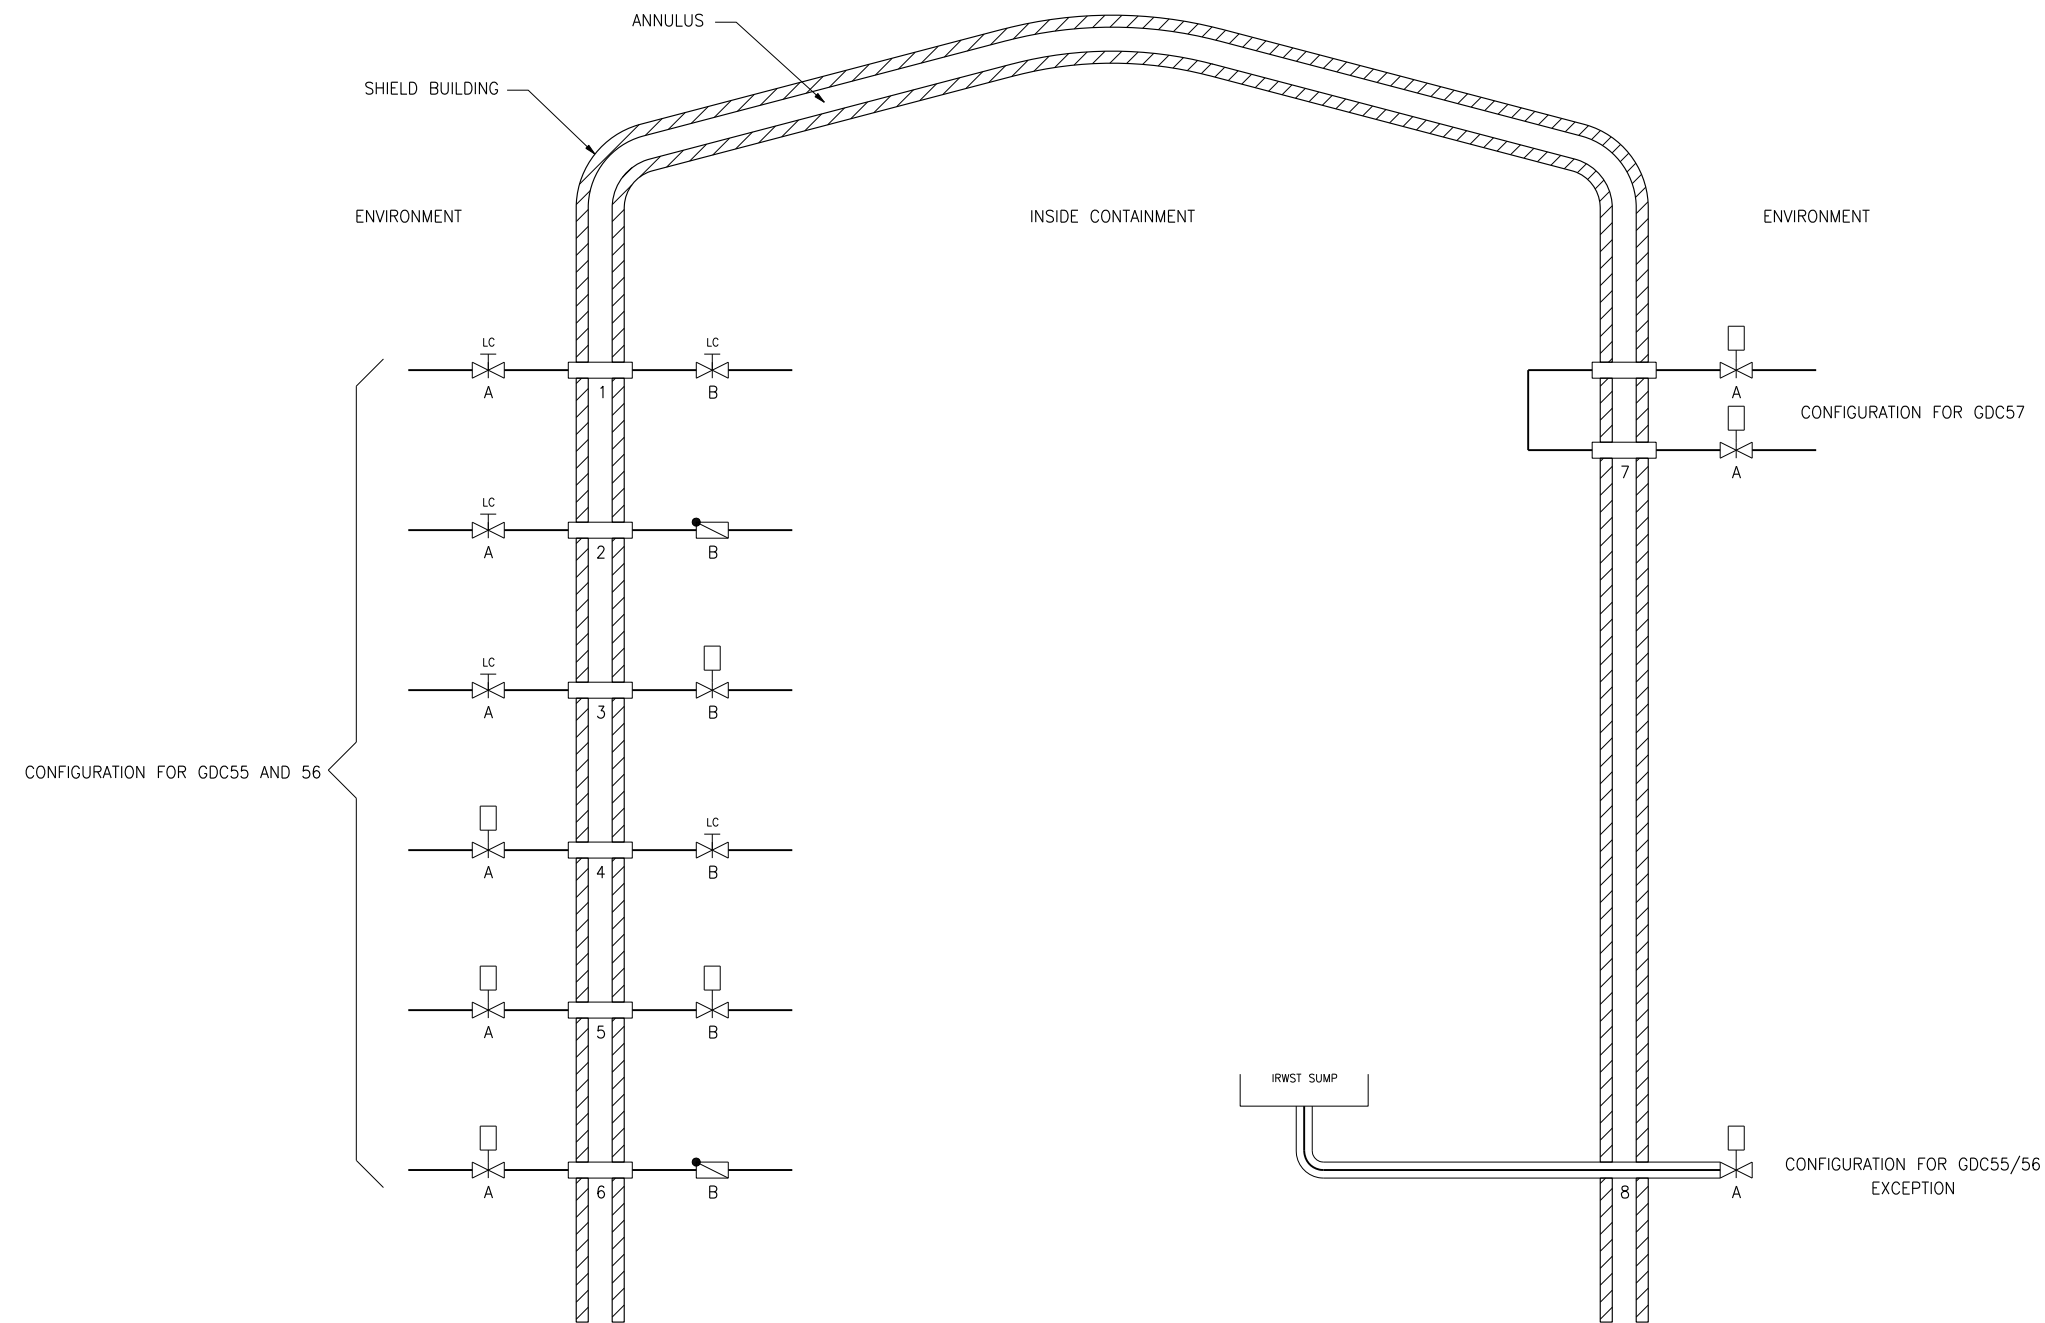 ANNULUS
SHIELD BUILDING
ENVIRONMENT
INSIDE CONTAINMENT
ENVIRONMENT
LC
LC
A
1
B
A
CONFIGURATION FOR GDC57
7
A
LC
A
2
B
LC
A
3
B
CONFIGURATION FOR GDC55 AND 56
LC
A
4
B
A
5
B
IRWST SUMP
A
6
B
8
A
CONFIGURATION FOR GDC55/56
EXCEPTION